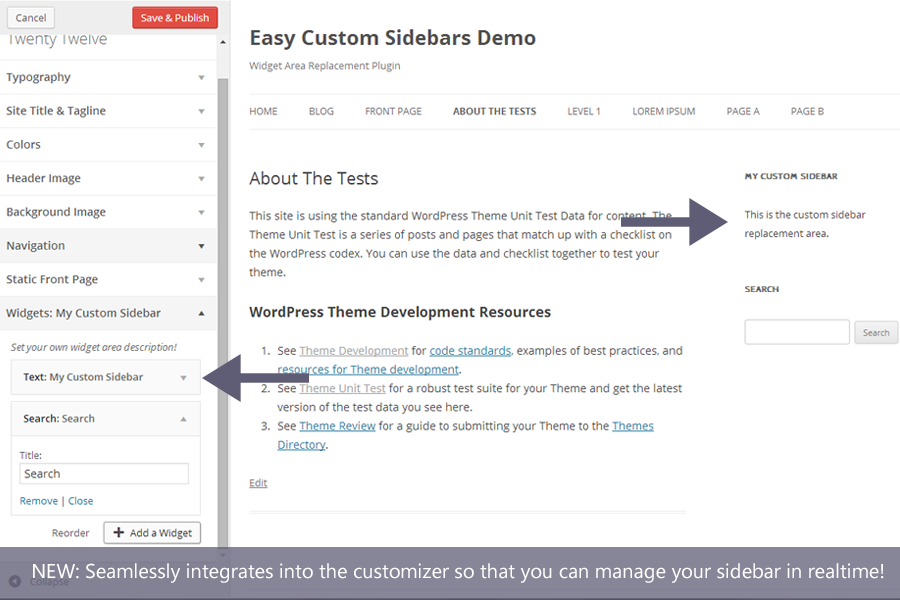 Cancel
Save & Publish
Twenty Twelve
Typography
Site Title & Tagline
Colors
Header Image
Background Image
Navigation
Static Front Page
Widgets: My Custom Sidebar
Set your own widget area description!
Text: My Custom Sidebar
Search: Search
Title:
Search
Remove | Close
Reorder
+ Add a Widget
Collapse
Easy Custom Sidebars Demo
Widget Area Replacement Plugin
HOME BLOG FRONT PAGE ABOUT THE TESTS LEVEL 1 LOREM IPSUM PAGE A PAGE B
About The Tests
This site is using the standard WordPress Theme Unit Test Data for content. The
Theme Unit Test is a series of posts and pages that match up with a checklist on
the WordPress codex. You can use the data and checklist together to test your
theme.
WordPress Theme Development Resources
1. See Theme Development for code standards, examples of best practices, and
resources for Theme development.
2. See Theme Unit Test for a robust test suite for your Theme and get the latest
version of the test data you see here.
3. See Theme Review for a guide to submitting your Theme to the Themes
Directory.
Edit
MY CUSTOM SIDEBAR
This is the custom sidebar
replacement area.
SEARCH
Search
NEW: Seamlessly integrates into the customizer so that you can manage your sidebar in realtime!